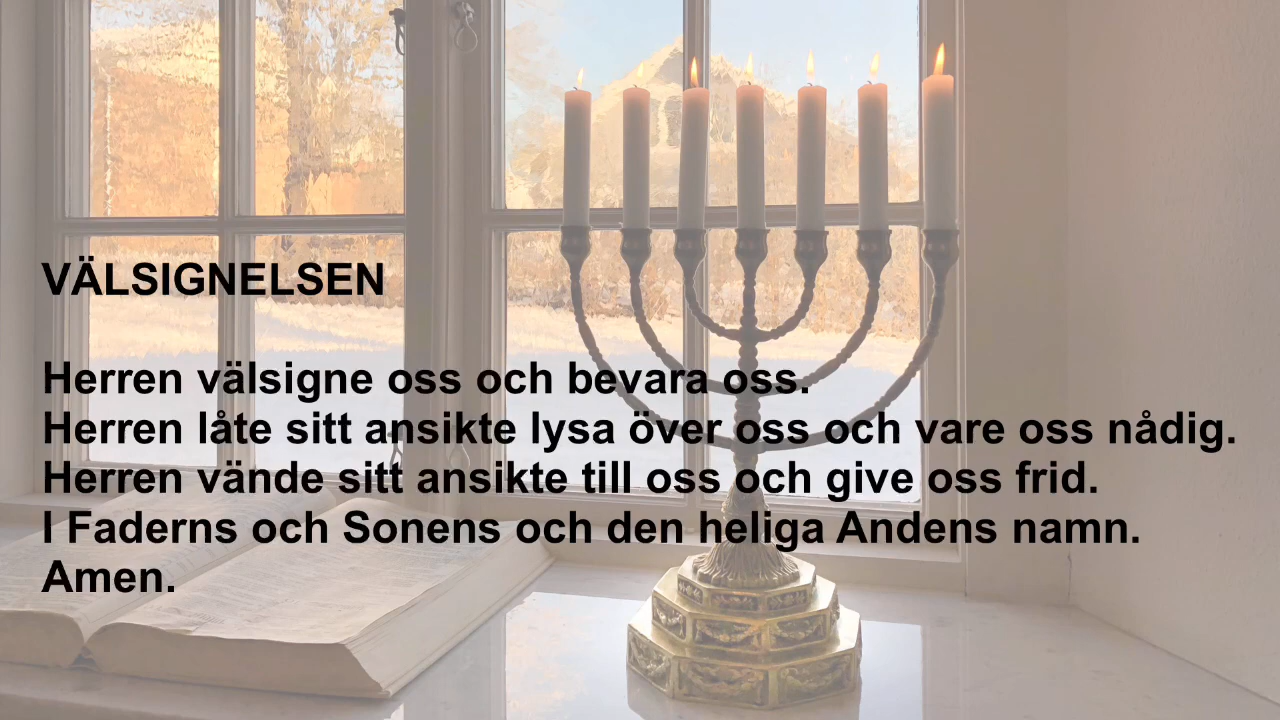 VÄLSIGNELSEN
Herren välsigne oss och bevara oss.
Herren låte sitt ansikte lysa över oss och vare oss nådig.
Herren vände sitt ansikte till oss och give oss frid.
I Faderns och Sonens och den heliga Andens namn.
Amen.